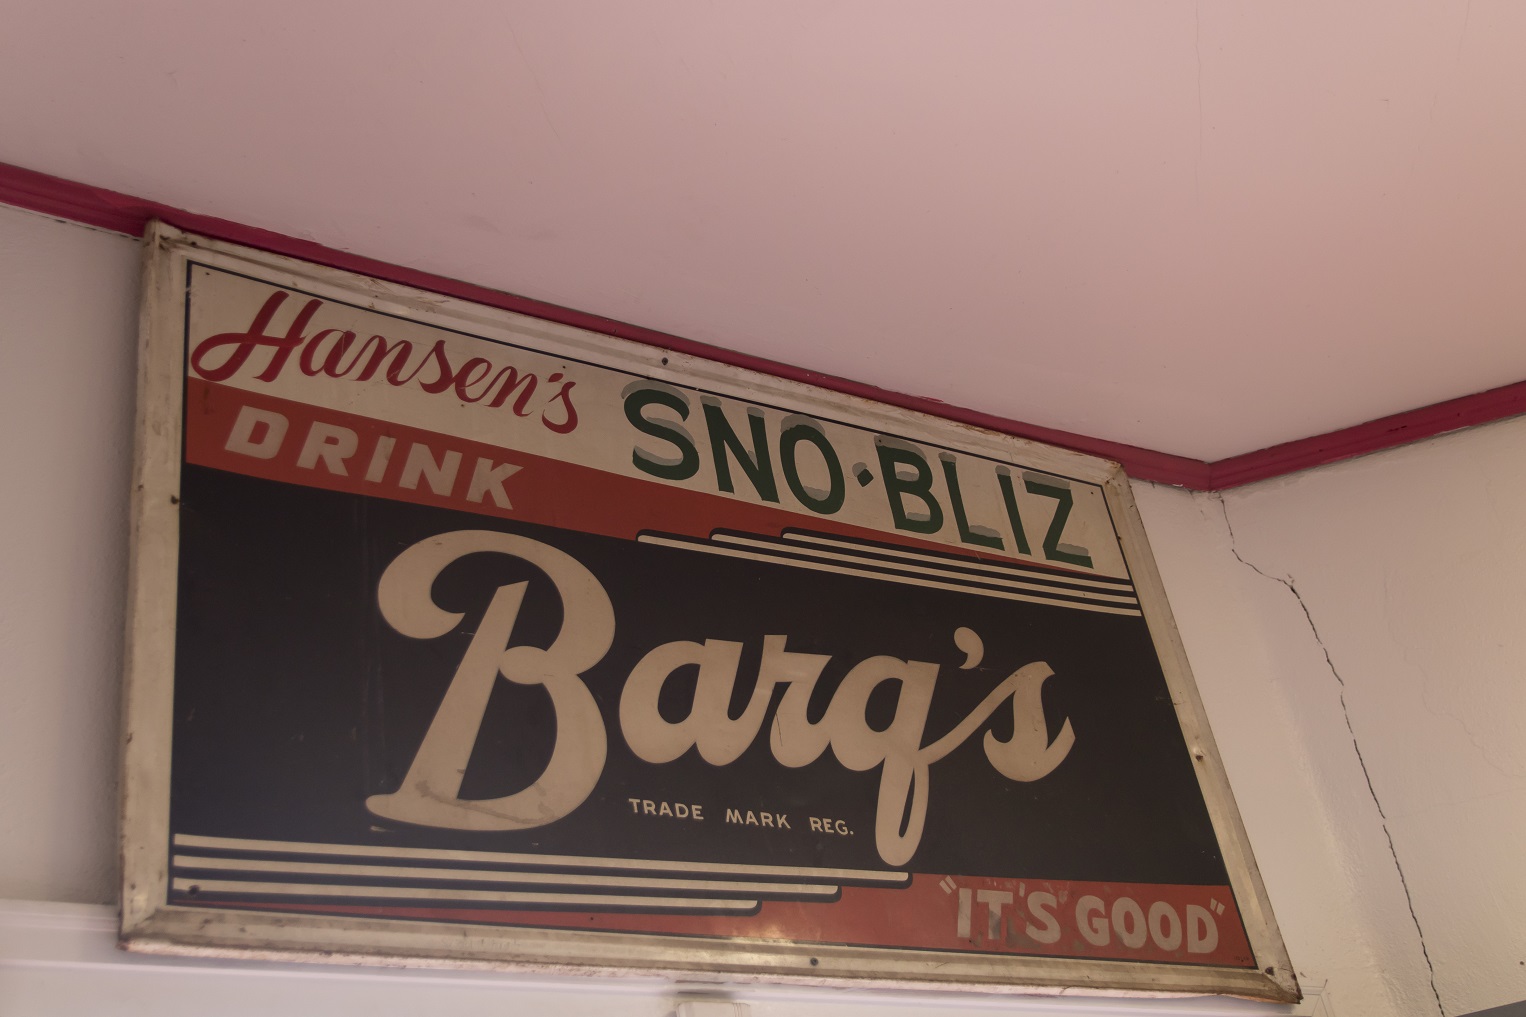 Hansen's SNO·BLIZ
DRINK
Barq's
TRADE MARK REG.
"IT'S GOOD"